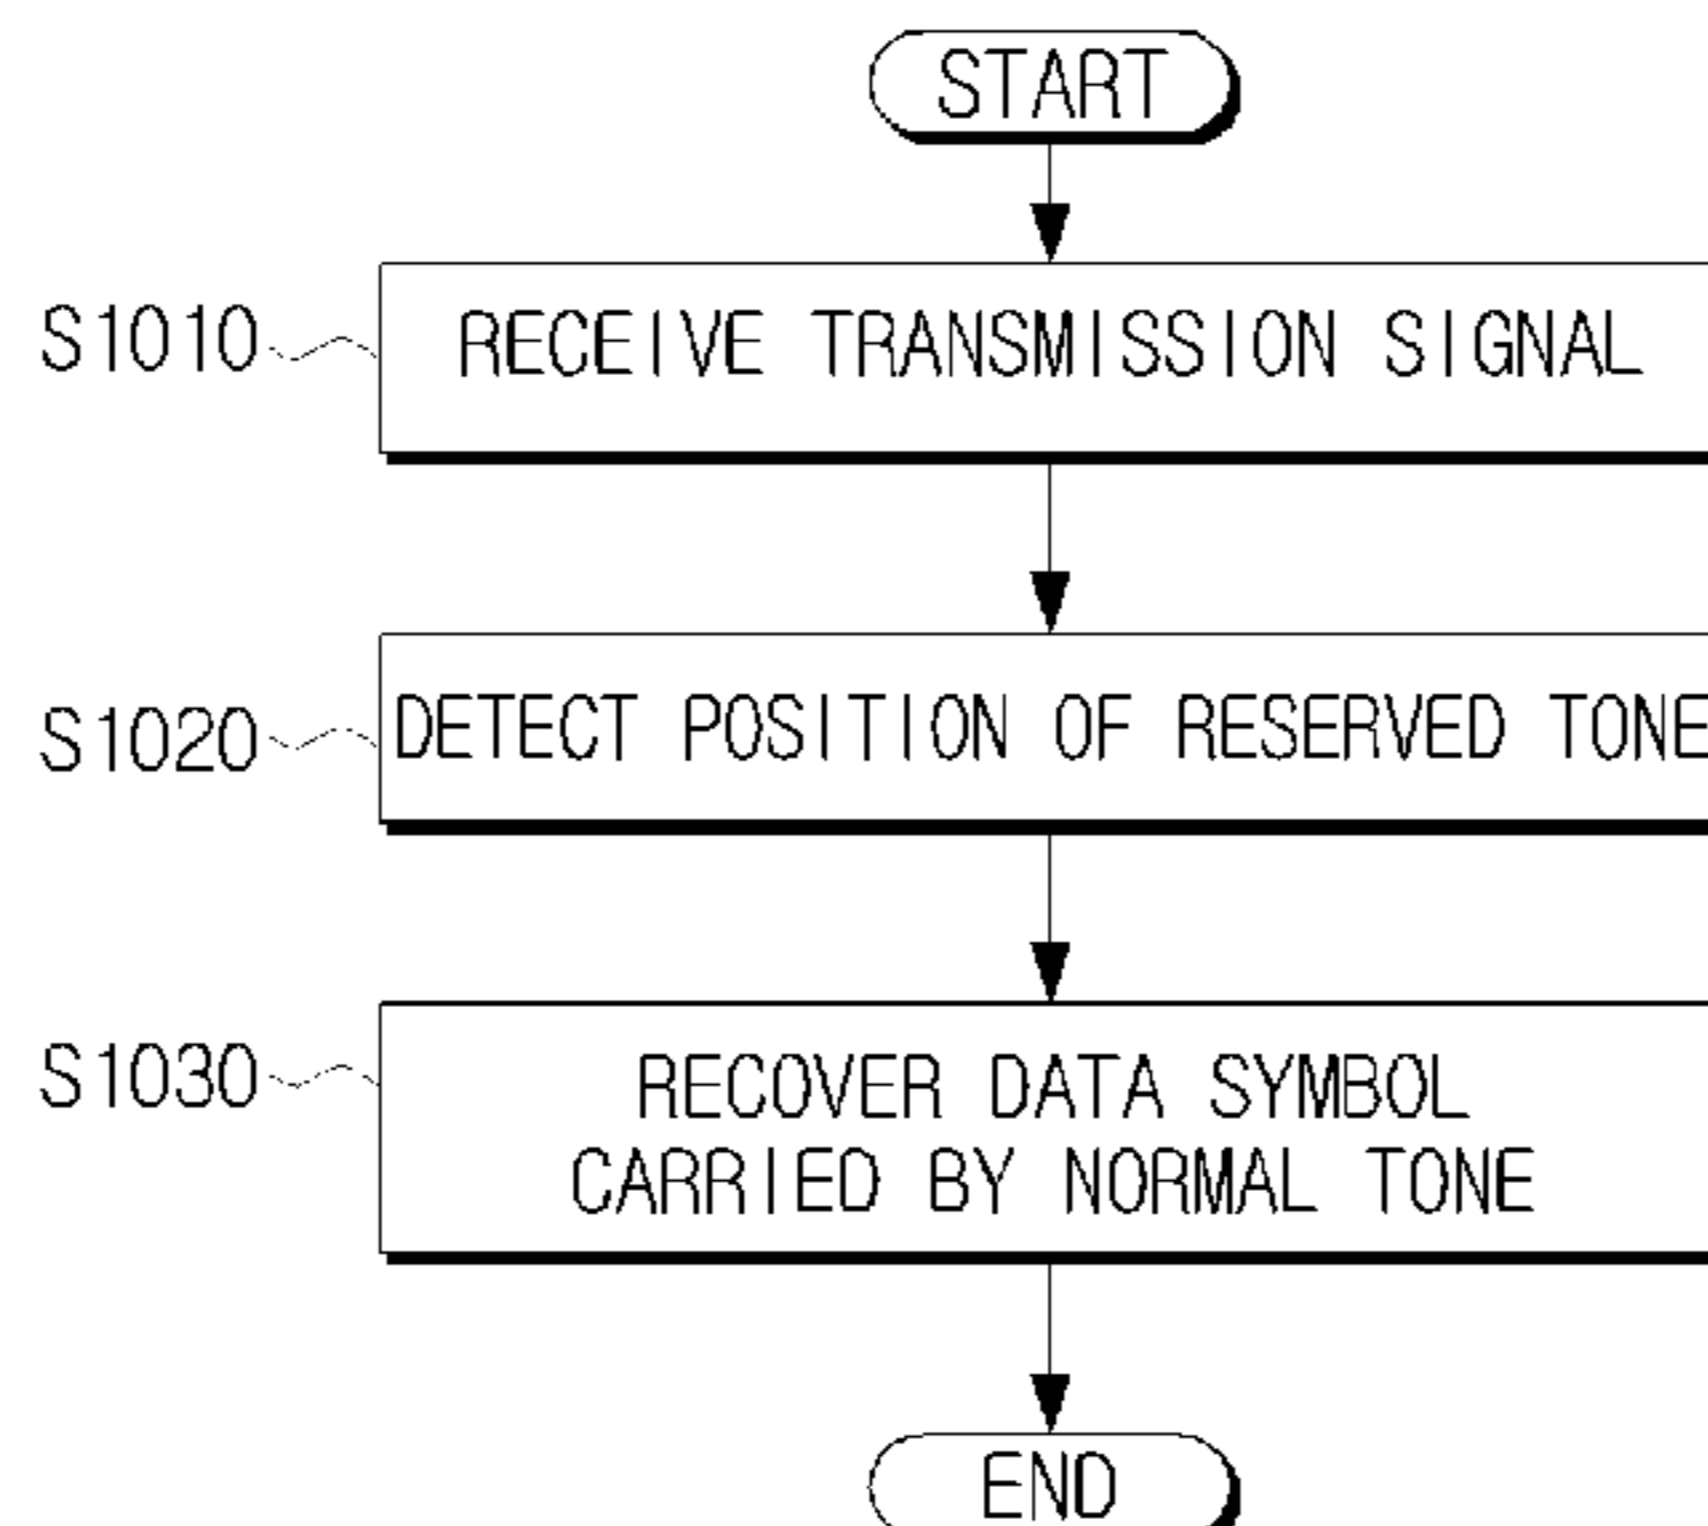 START
S1010
RECEIVE TRANSMISSION SIGNAL
S1020
DETECT POSITION OF RESERVED TONE
S1030
RECOVER DATA SYMBOL
CARRIED BY NORMAL TONE
END